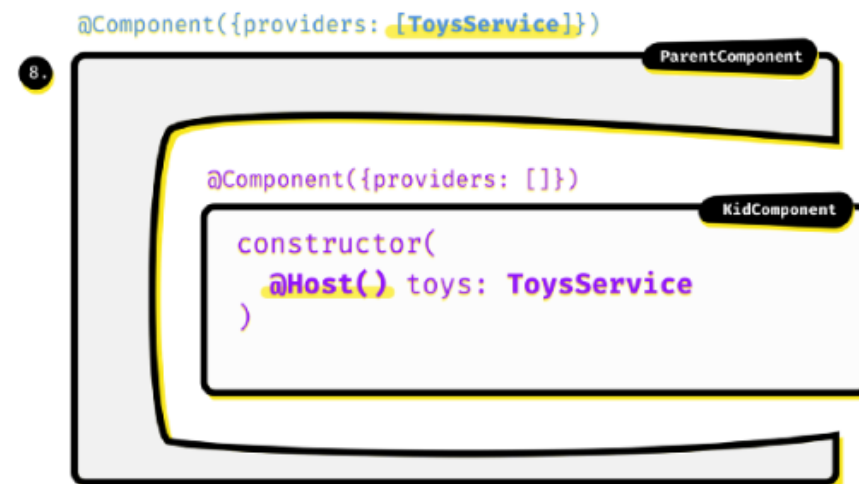 @Component({providers: [ToysService]})
8.
ParentComponent
@Component({providers: []})
KidComponent
constructor(
@Host() toys: ToysService
)